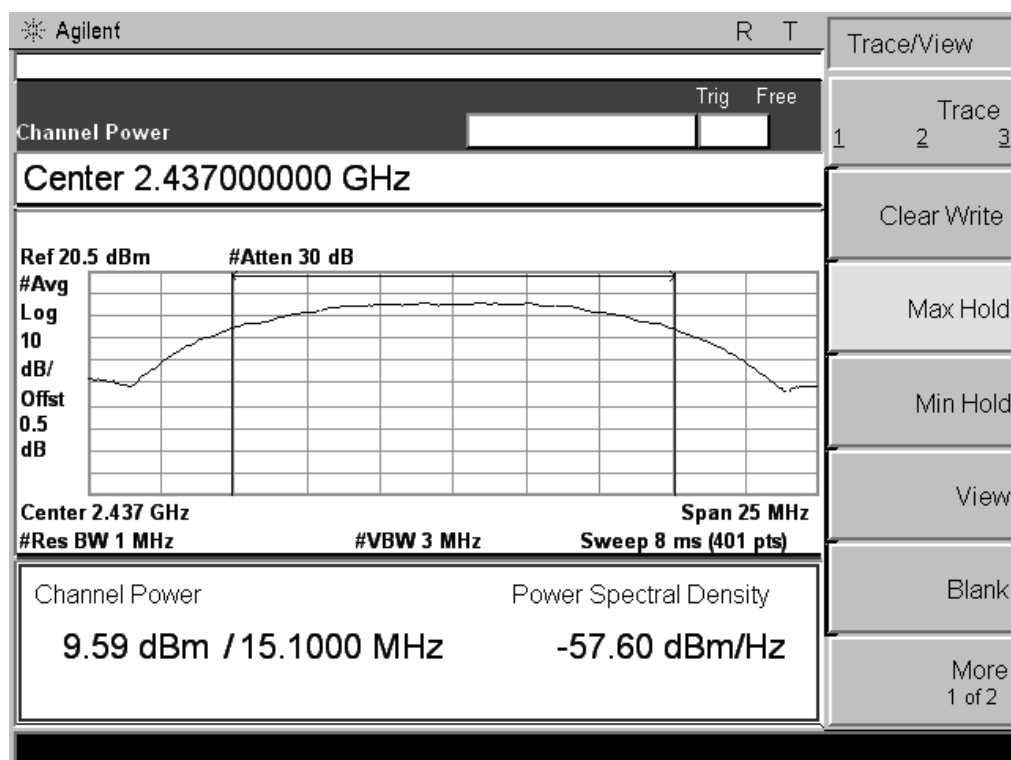 Agilent R T
Trace/View
Trig Free
Channel Power
Trace
1 2 3
Center 2.437000000 GHz
Clear Write
Ref 20.5 dBm #Atten 30 dB
#Avg
Log
10
dB/
Offst
0.5
dB
Max Hold
Min Hold
Center 2.437 GHz Span 25 MHz
#Res BW 1 MHz #VBW 3 MHz Sweep 8 ms (401 pts)
View
Channel Power Power Spectral Density
9.59 dBm / 15.1000 MHz -57.60 dBm/Hz
Blank
More
1 of 2